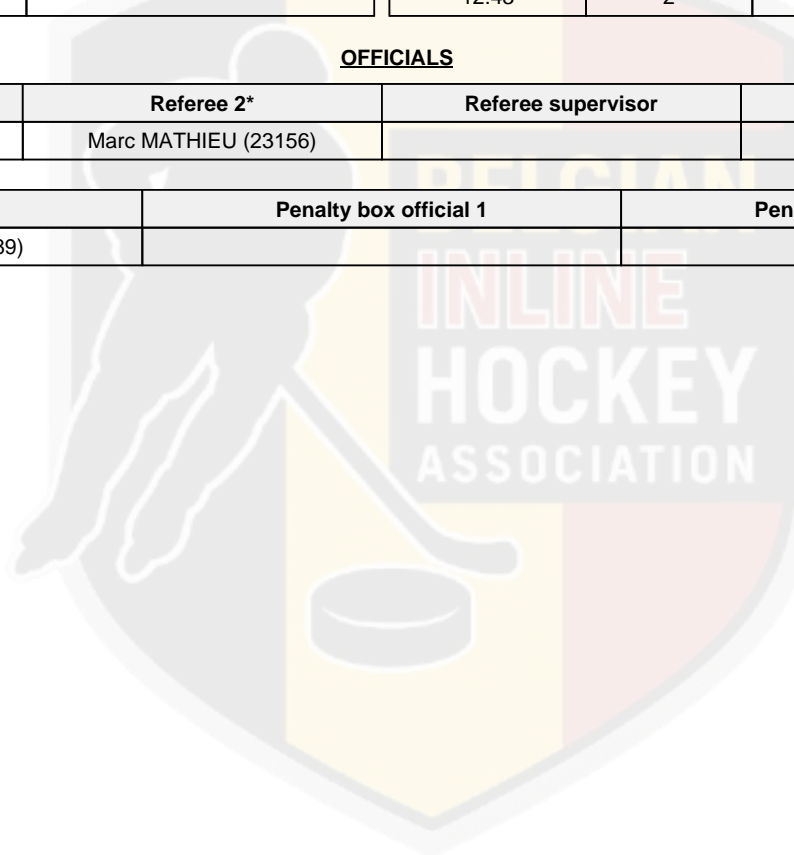 OFFICIALS
Referee 2* Referee supervisor
Marc MATHIEU (23156)
Penalty box official 1
BELGIAN
INLINE
HOCKEY
ASSOCIATION